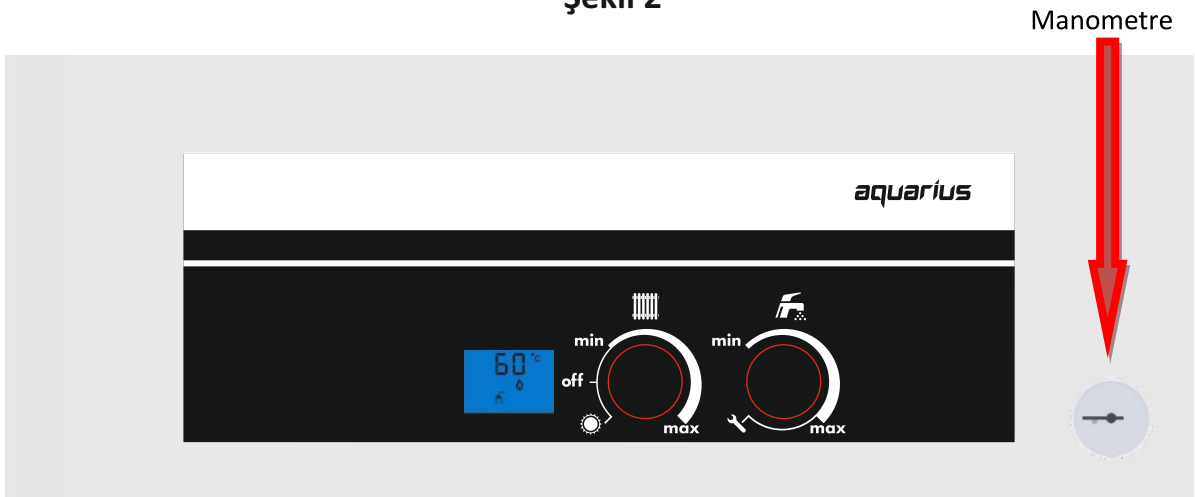 Şekil 2
Manometre
aquarius
min
min
60 °c
off
max
max